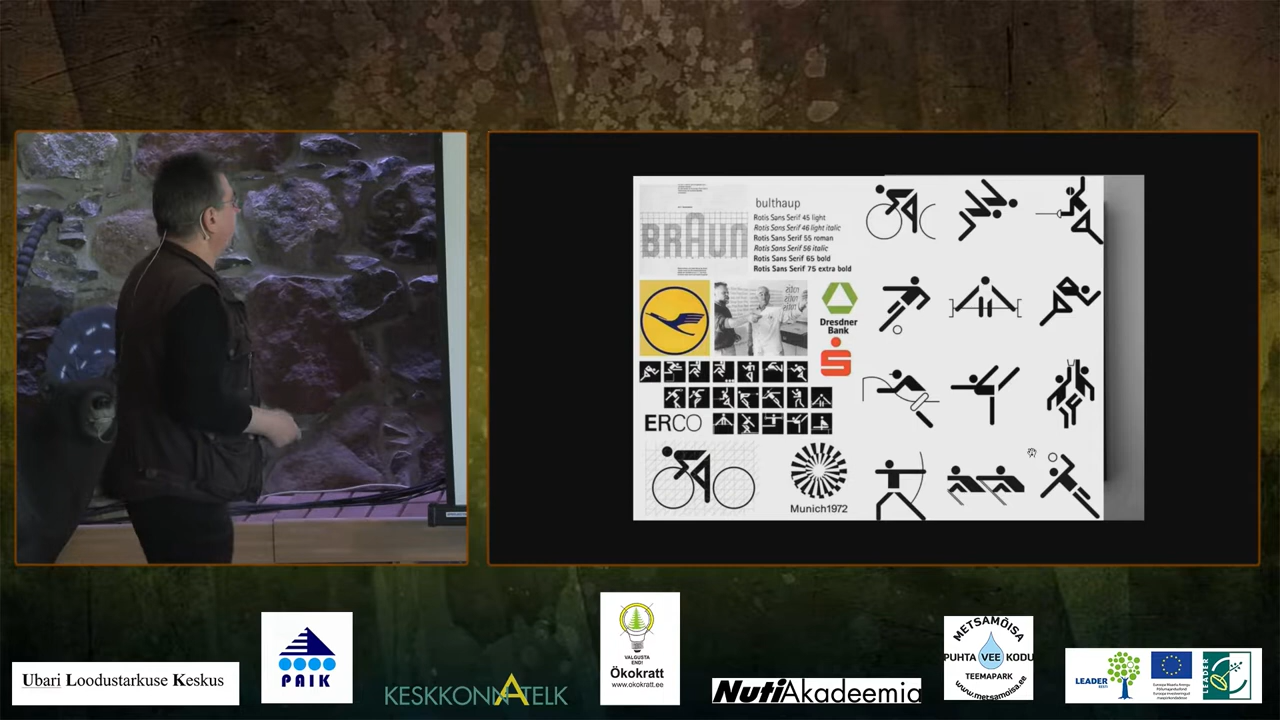 bulthaup
Rotis Sans Serif 45 light
Rotis Sans Serif 46 light italic
Rotis Sans Serif 55 roman
Rotis Sans Serif 56 italic
Rotis Sans Serif 65 bold
Rotis Sans Serif 75 extra bold
BRAUN
Dresdner
Bank
ERCO
Munich1972
Ubari Loodustarkuse Keskus
PAIK
KESKKONNATELK
VALGUSTA
END!
Ökokratt
www.okokratt.ee
NutiAkadeemia
METSAMÕISA
PUHTA VEE KODU
TEEMAPARK
www.metsamoisa.ee
LEADER
EESTI
LEADER